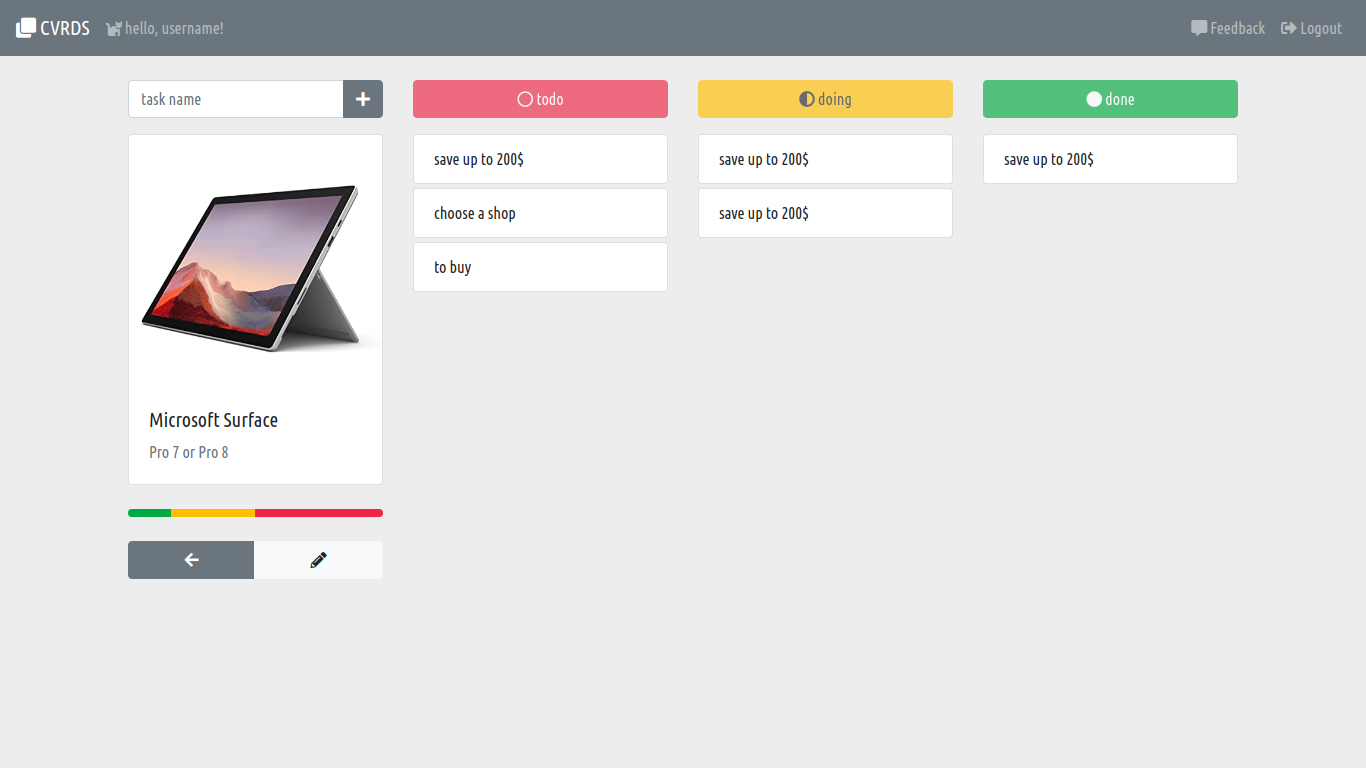 CVRDS
hello, username!
Feedback
Logout
task name
Microsoft Surface
Pro 7 or Pro 8
todo
save up to 200$
choose a shop
to buy
doing
save up to 200$
save up to 200$
done
save up to 200$